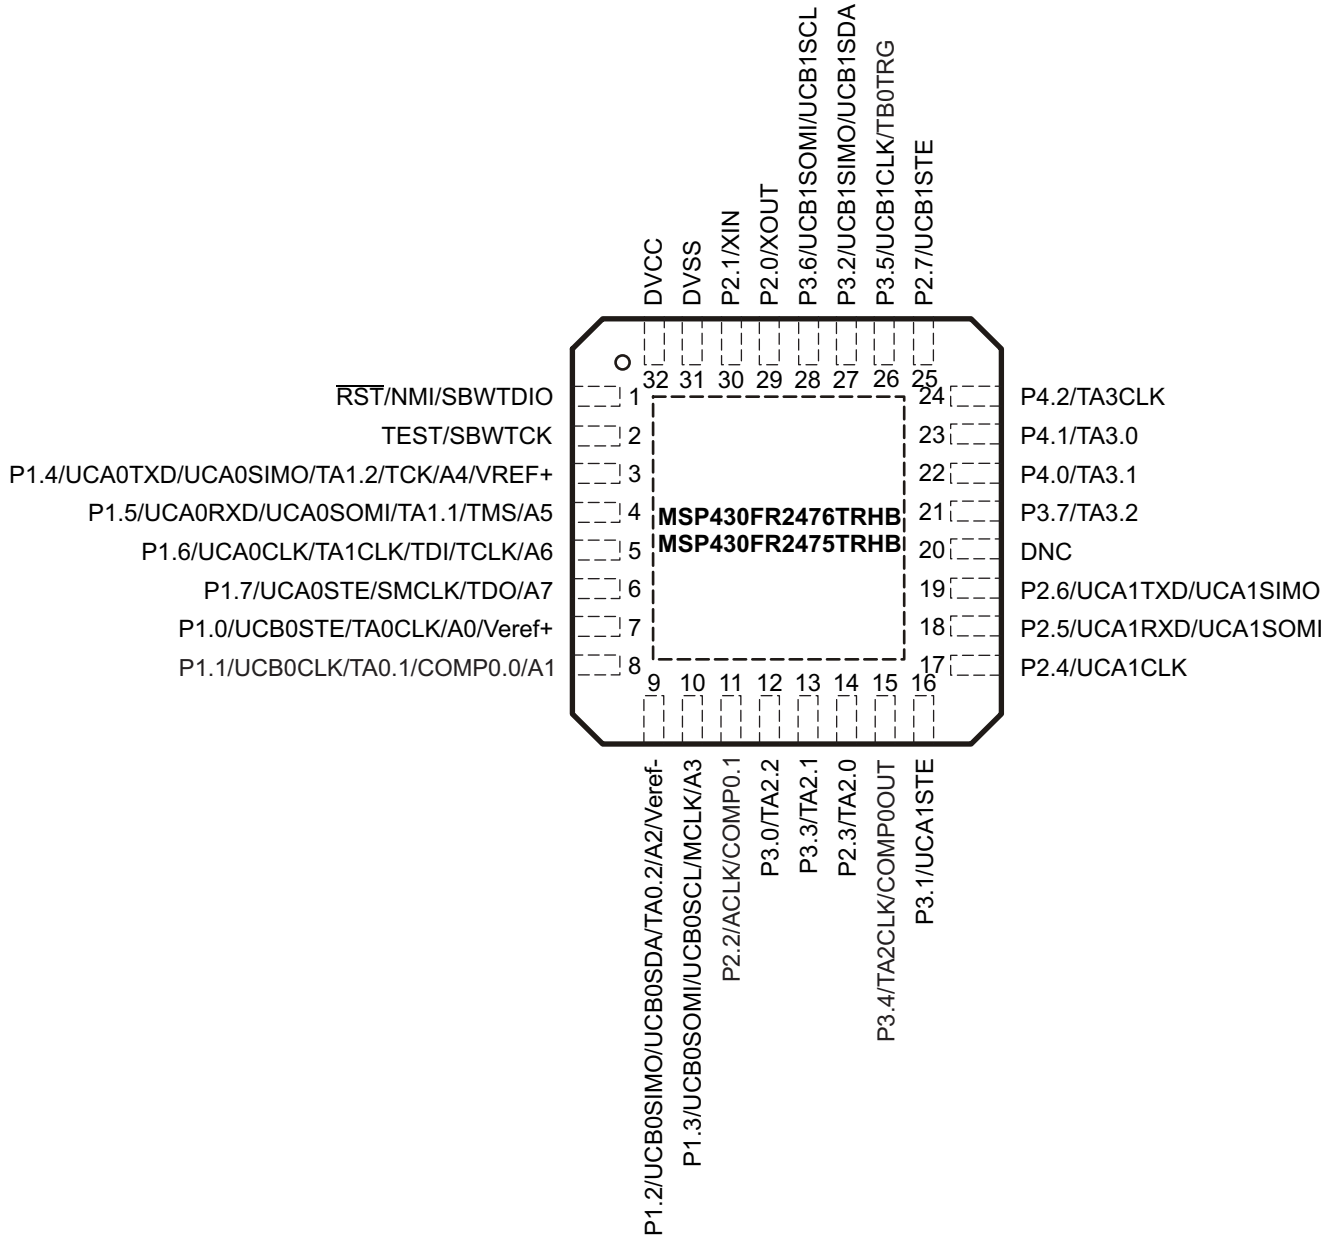 DVCC
DVSS
P2.1/XIN
P2.0/XOUT
P3.6/UCB1SOMI/UCB1SCL
P3.2/UCB1SIMO/UCB1SDA
P3.5/UCB1CLK/TB0TRG
P2.7/UCB1STE
32 31 30 29 28 27 26 25
RST/NMI/SBWTDIO 1
TEST/SBWTCK 2
P1.4/UCA0TXD/UCA0SIMO/TA1.2/TCK/A4/VREF+ 3
P1.5/UCA0RXD/UCA0SOMI/TA1.1/TMS/A5 4
P1.6/UCA0CLK/TA1CLK/TDI/TCLK/A6 5
P1.7/UCA0STE/SMCLK/TDO/A7 6
P1.0/UCB0STE/TA0CLK/A0/Veref+ 7
P1.1/UCB0CLK/TA0.1/COMP0.0/A1 8
MSP430FR2476TRHB
MSP430FR2475TRHB
24 P4.2/TA3CLK
23 P4.1/TA3.0
22 P4.0/TA3.1
21 P3.7/TA3.2
20 DNC
19 P2.6/UCA1TXD/UCA1SIMO
18 P2.5/UCA1RXD/UCA1SOMI
17 P2.4/UCA1CLK
9 10 11 12 13 14 15 16
P1.2/UCB0SIMO/UCB0SDA/TA0.2/A2/Veref-
P1.3/UCB0SOMI/UCB0SCL/MCLK/A3
P2.2/ACLK/COMP0.1
P3.0/TA2.2
P3.3/TA2.1
P2.3/TA2.0
P3.4/TA2CLK/COMP0OUT
P3.1/UCA1STE